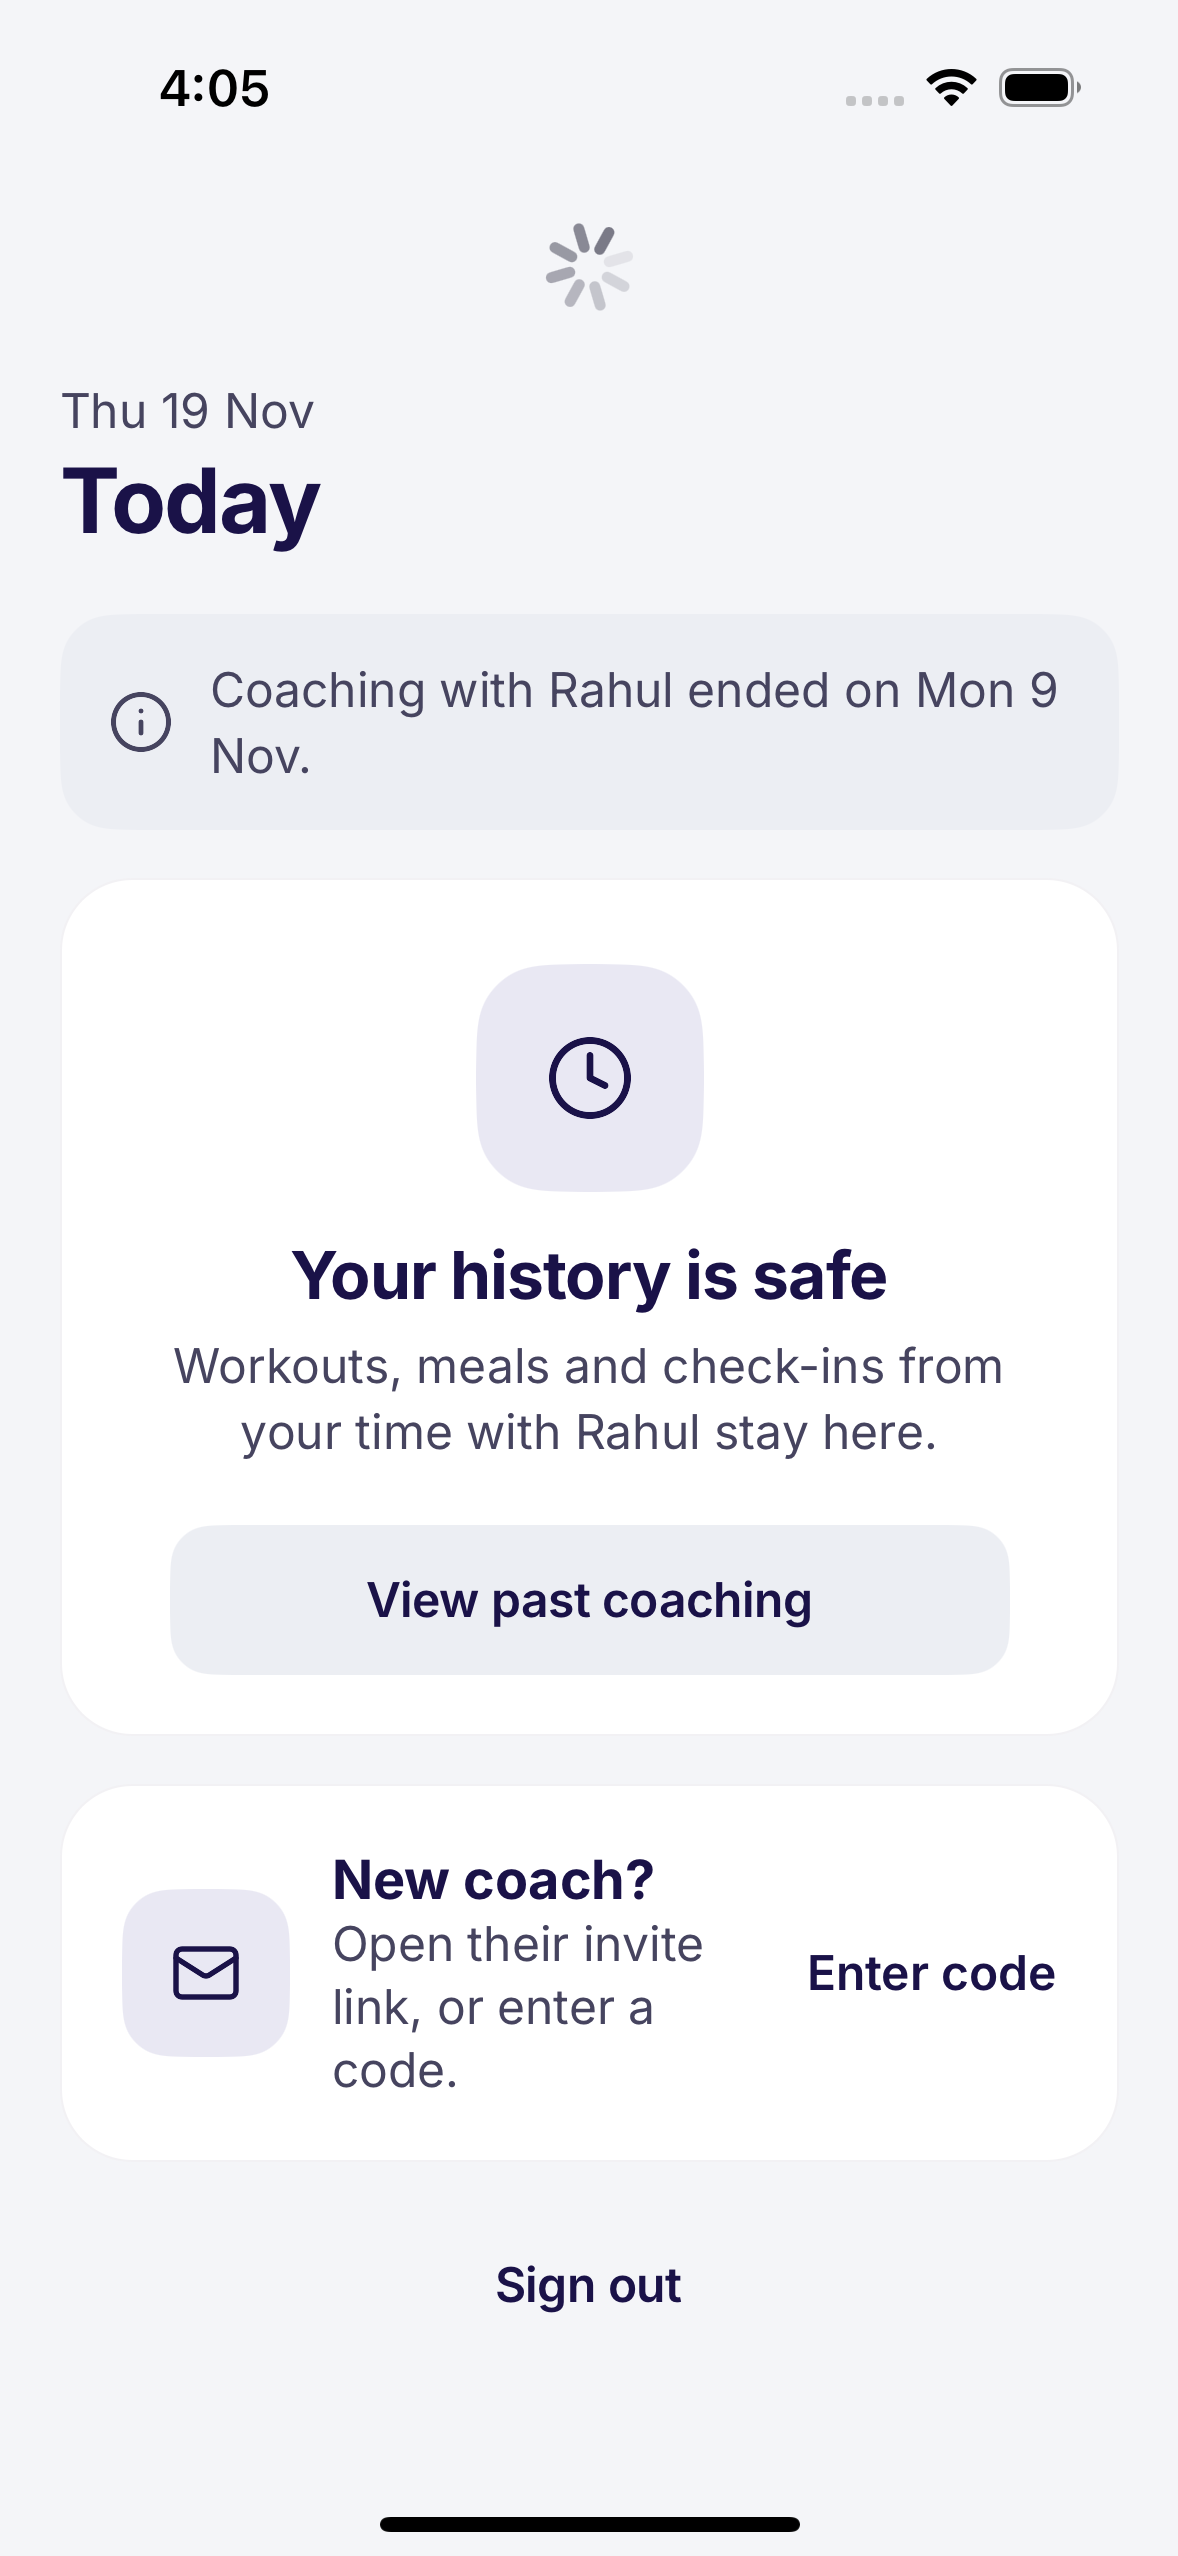 4:05
Thu 19 Nov
Today
Coaching with Rahul ended on Mon 9
Nov.
Your history is safe
Workouts, meals and check-ins from
your time with Rahul stay here.
View past coaching
New coach?
Open their invite
link, or enter a
code.
Enter code
Sign out